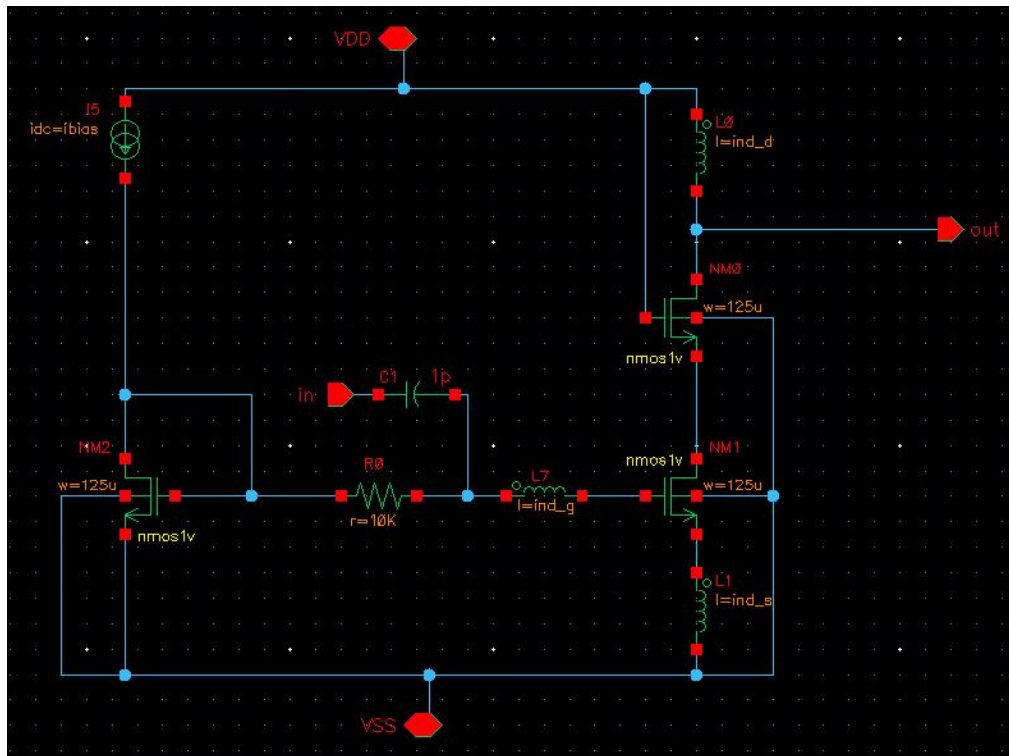 VDD
I5
idc=ibias
L0
l=ind_d
out
NM0
w=125u
nmos1v
in
C1
1p
NM2
w=125u
nmos1v
R0
r=10K
L7
l=ind_g
NM1
nmos1v
w=125u
L1
l=ind_s
VSS